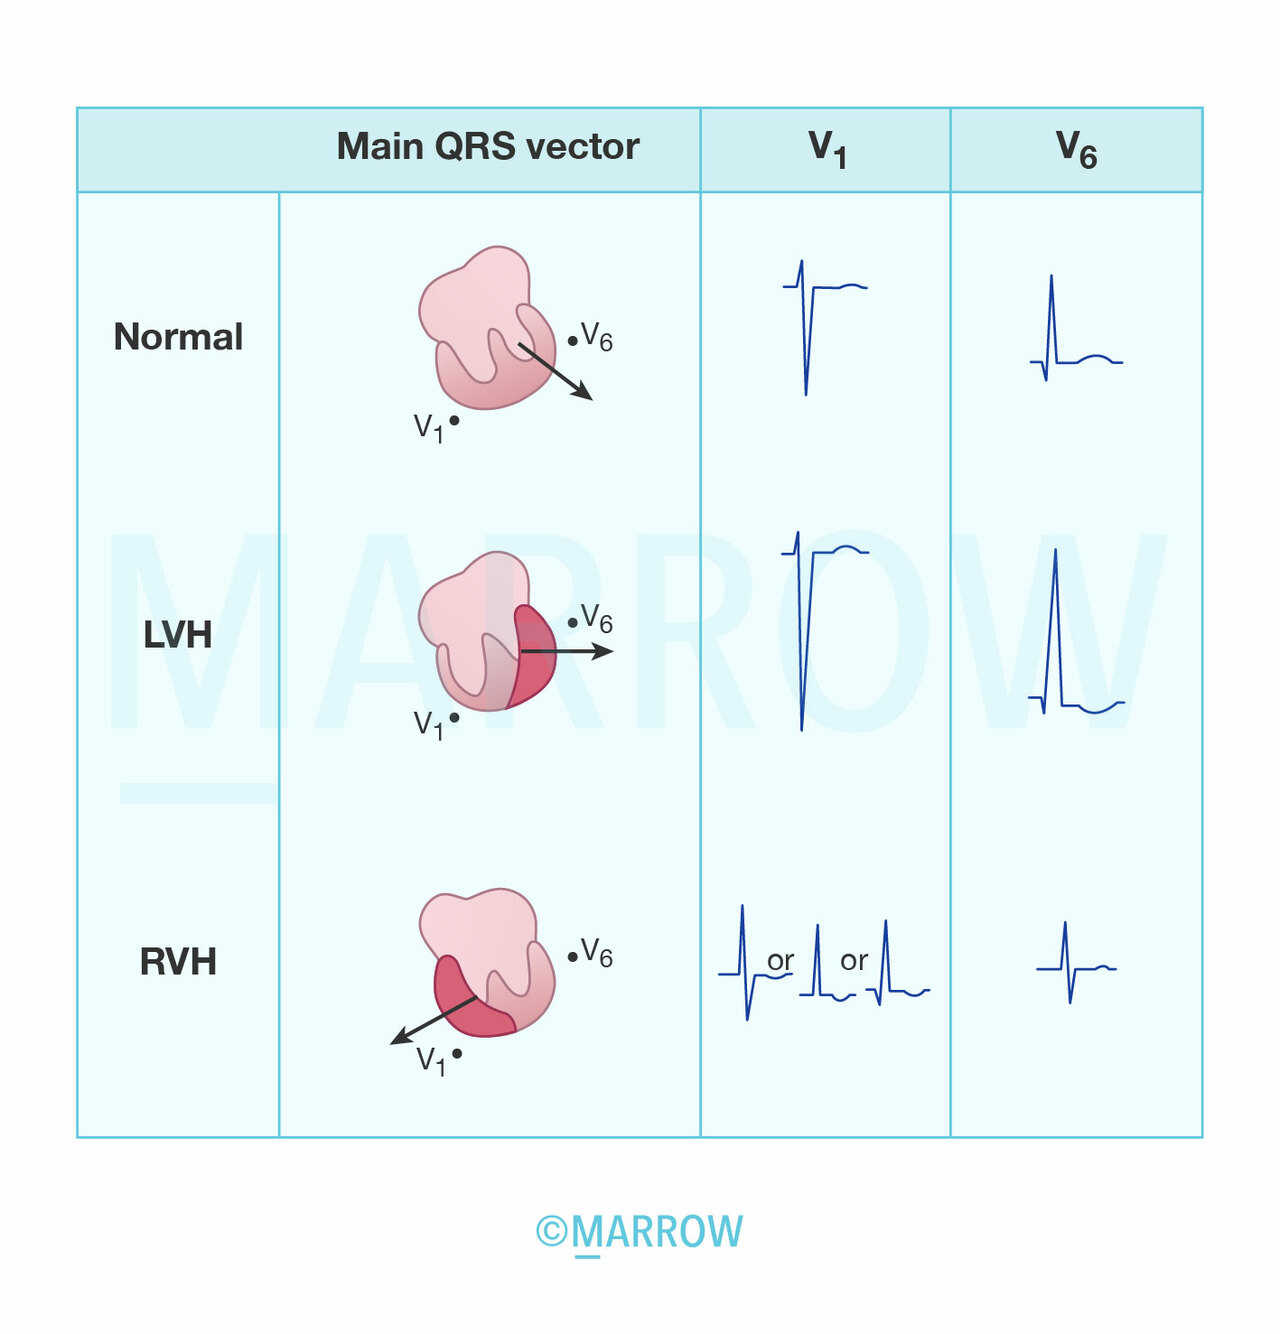 Main QRS vector V₁ V₆
Normal
V₆
V₁
LVH
V₆
V₁
RVH
V₆
V₁
or or
MARROW
©MARROW